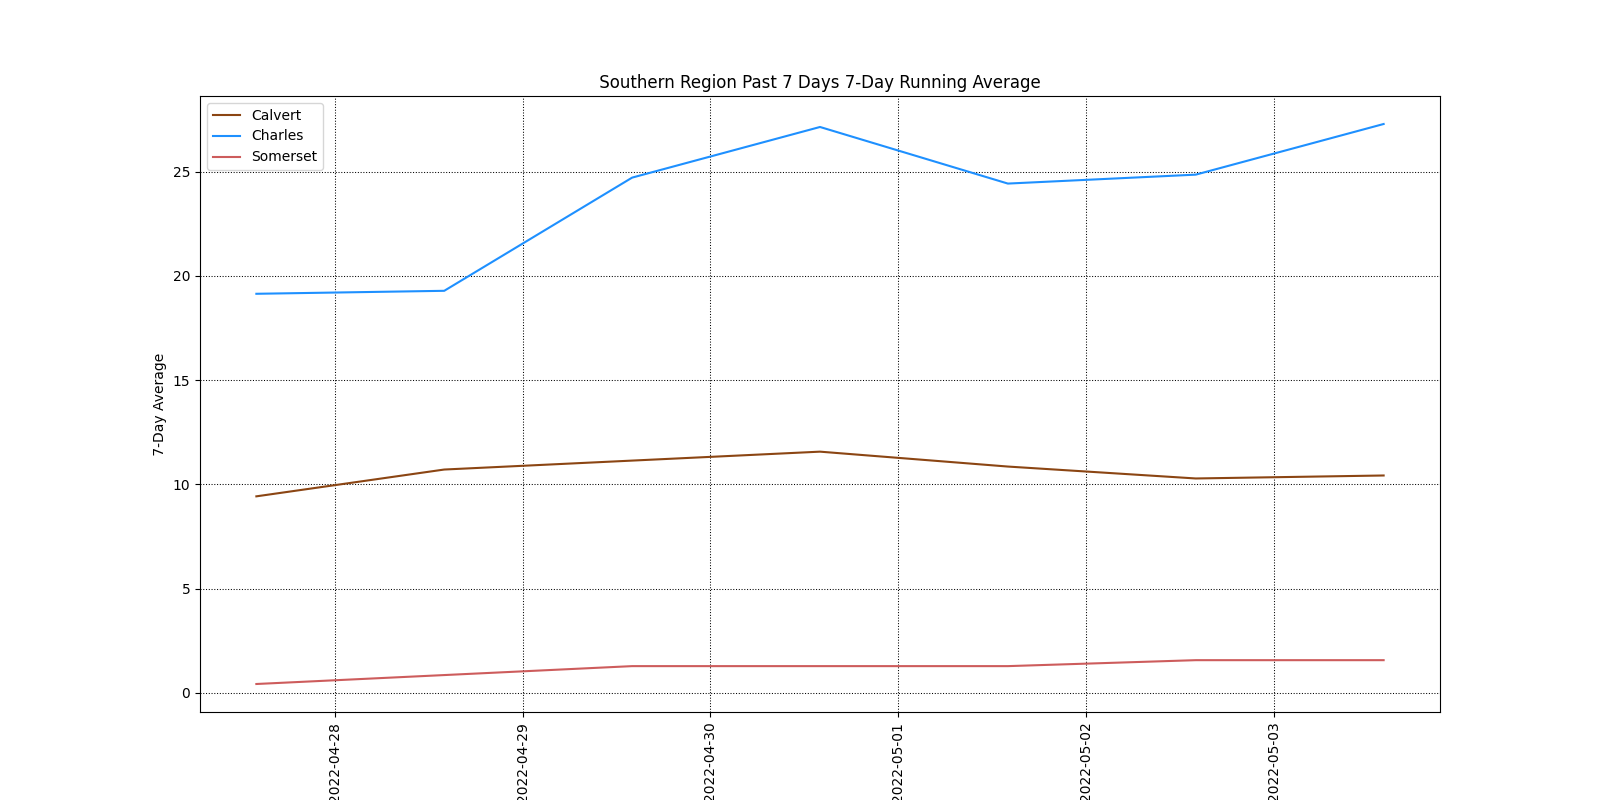 Southern Region Past 7 Days 7-Day Running Average
Calvert
Charles
Somerset
25
20
15
10
5
0
7-Day Average
2022-04-28
2022-04-29
2022-04-30
2022-05-01
2022-05-02
2022-05-03